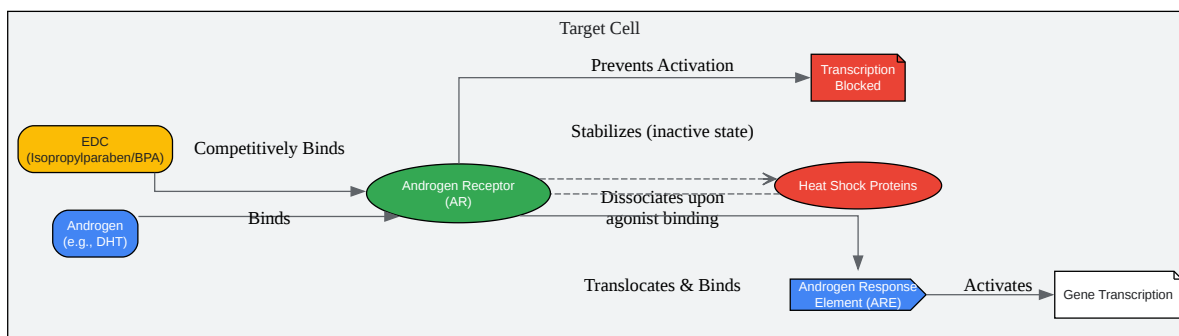 Target Cell
Prevents Activation
Transcription
Blocked
EDC
(Isopropylparaben/BPA)
Competitively Binds
Stabilizes (inactive state)
Androgen Receptor
(AR)
Heat Shock Proteins
Androgen
(e.g., DHT)
Binds
Dissociates upon
agonist binding
Translocates & Binds
Androgen Response
Element (ARE)
Activates
Gene Transcription